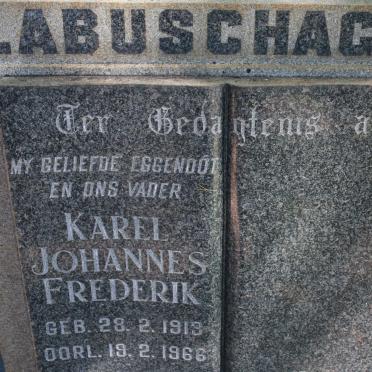 LABUSCHAG
Ter Gedagtenis a
MY GELIEFDE EGGENOOT
EN ONS VADER
KAREL
JOHANNES
FREDERIK
GEB. 28. 2. 1913
OORL. 19. 2. 1966